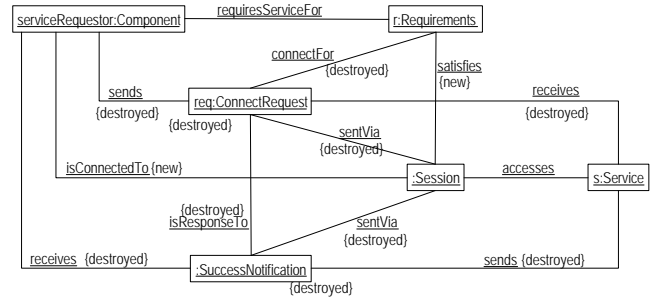 requiresServiceFor
serviceRequestor:Component
r:Requirements
connectFor
{destroyed}
satisfies
{new}
sends
{destroyed}
req:ConnectRequest
{destroyed}
receives
{destroyed}
sentVia
{destroyed}
isConnectedTo {new}
:Session
accesses
s:Service
{destroyed}
isResponseTo
sentVia
{destroyed}
receives {destroyed}
:SuccessNotification
{destroyed}
sends {destroyed}